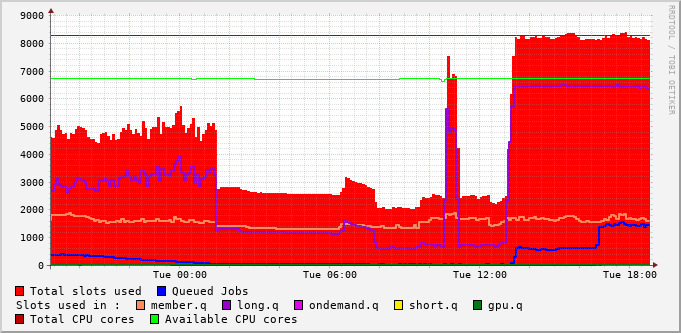 9000
8000
7000
6000
5000
4000
3000
2000
1000
0
Tue 00:00 Tue 06:00 Tue 12:00 Tue 18:00
Total slots used Queued Jobs
Slots used in : member.q long.q ondemand.q short.q gpu.q
Total CPU cores Available CPU cores
RRDTOOL / TOBI OETIKER